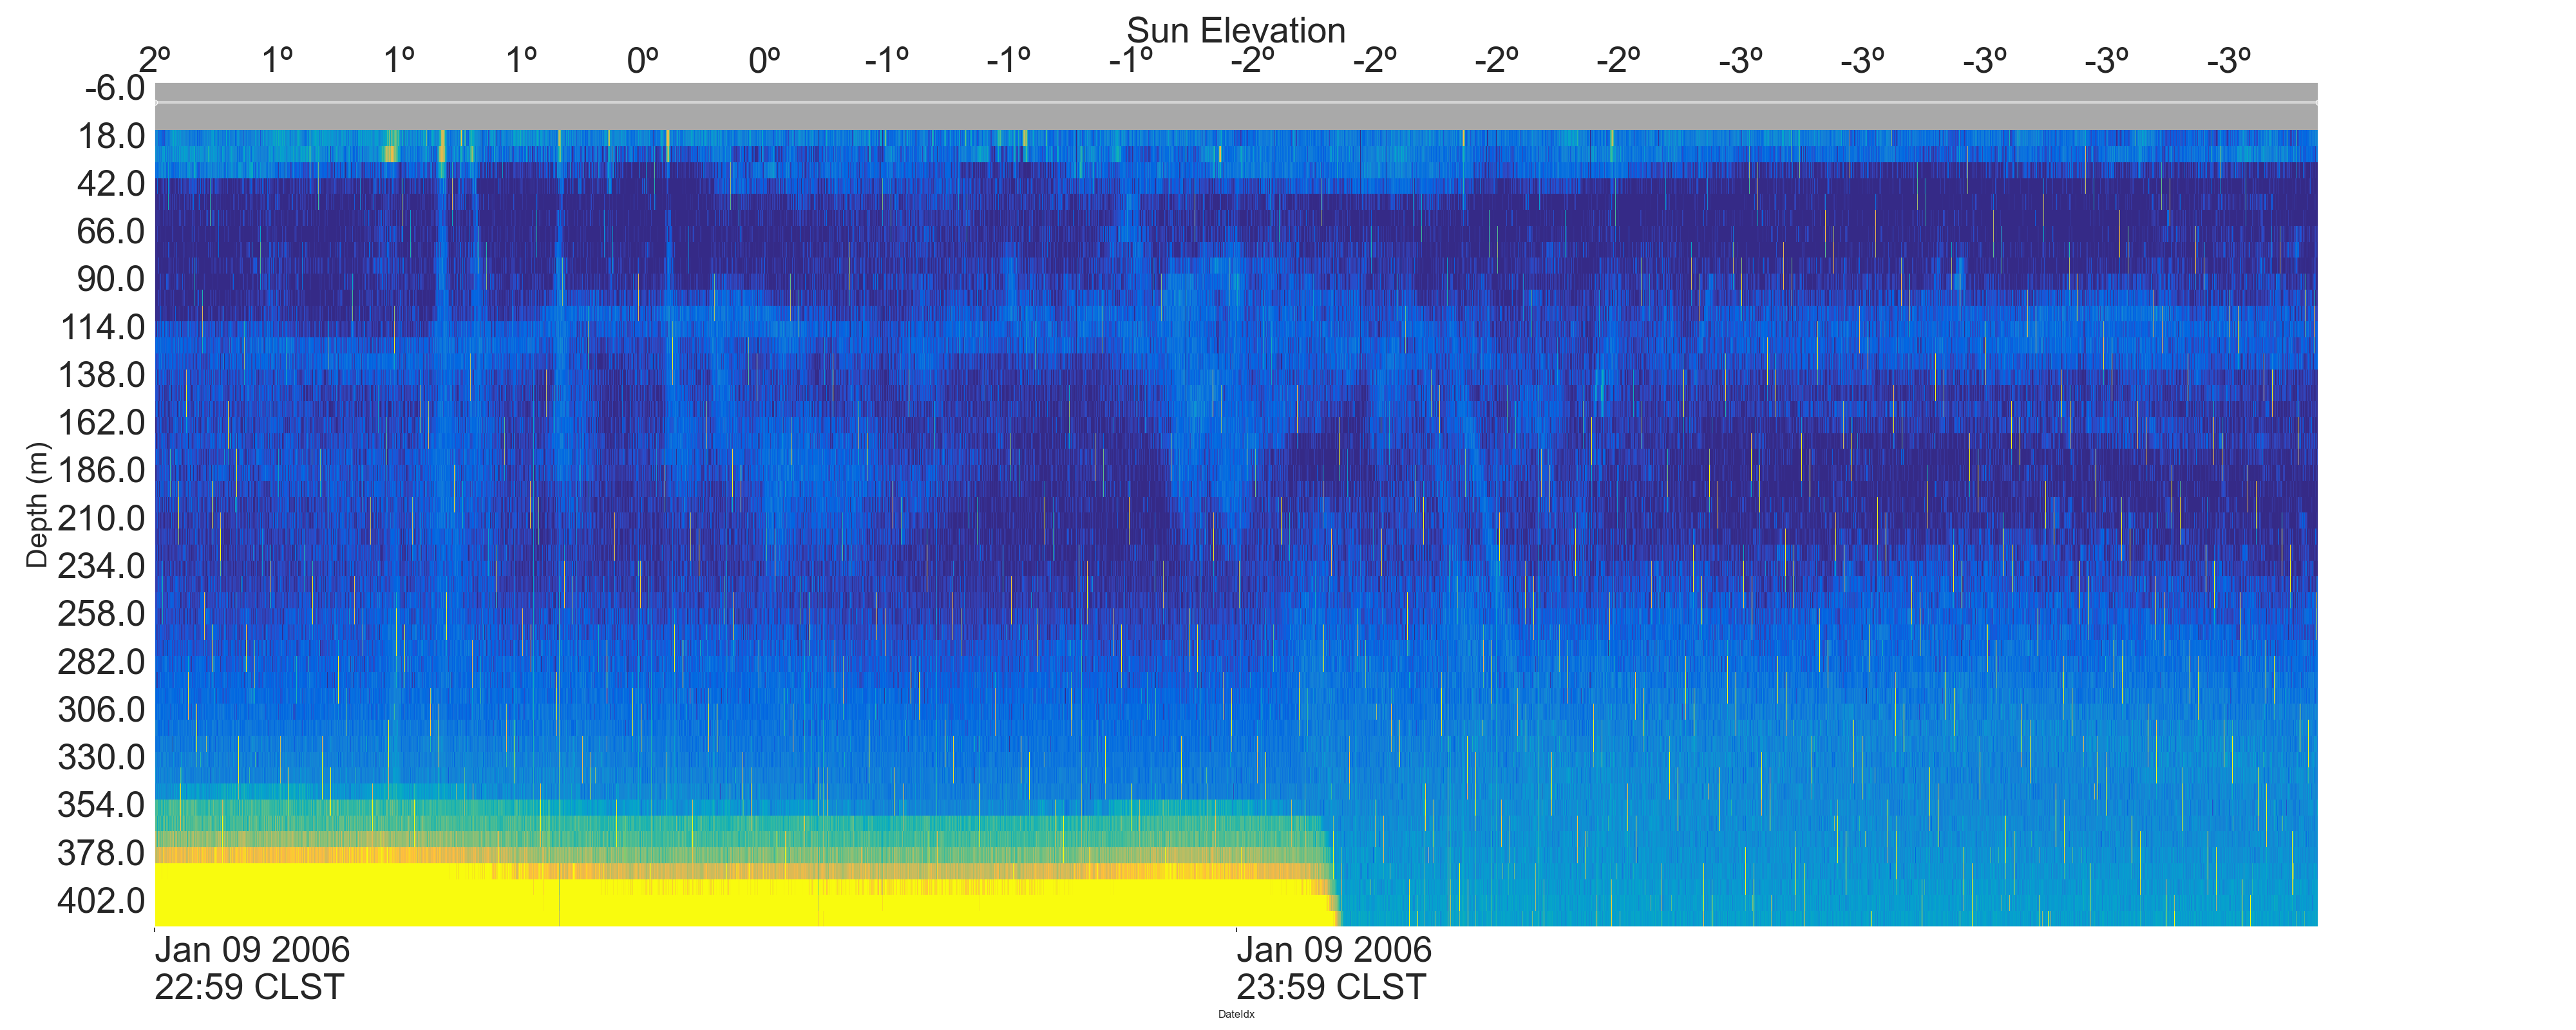 Sun Elevation
2º 1º 1º 1º 0º 0º -1º -1º -1º -2º -2º -2º -2º -3º -3º -3º -3º -3º
-6.0
18.0
42.0
66.0
90.0
114.0
138.0
162.0
186.0
210.0
234.0
258.0
282.0
306.0
330.0
354.0
378.0
402.0
Depth (m)
Jan 09 2006
22:59 CLST
Jan 09 2006
23:59 CLST
DateIdx